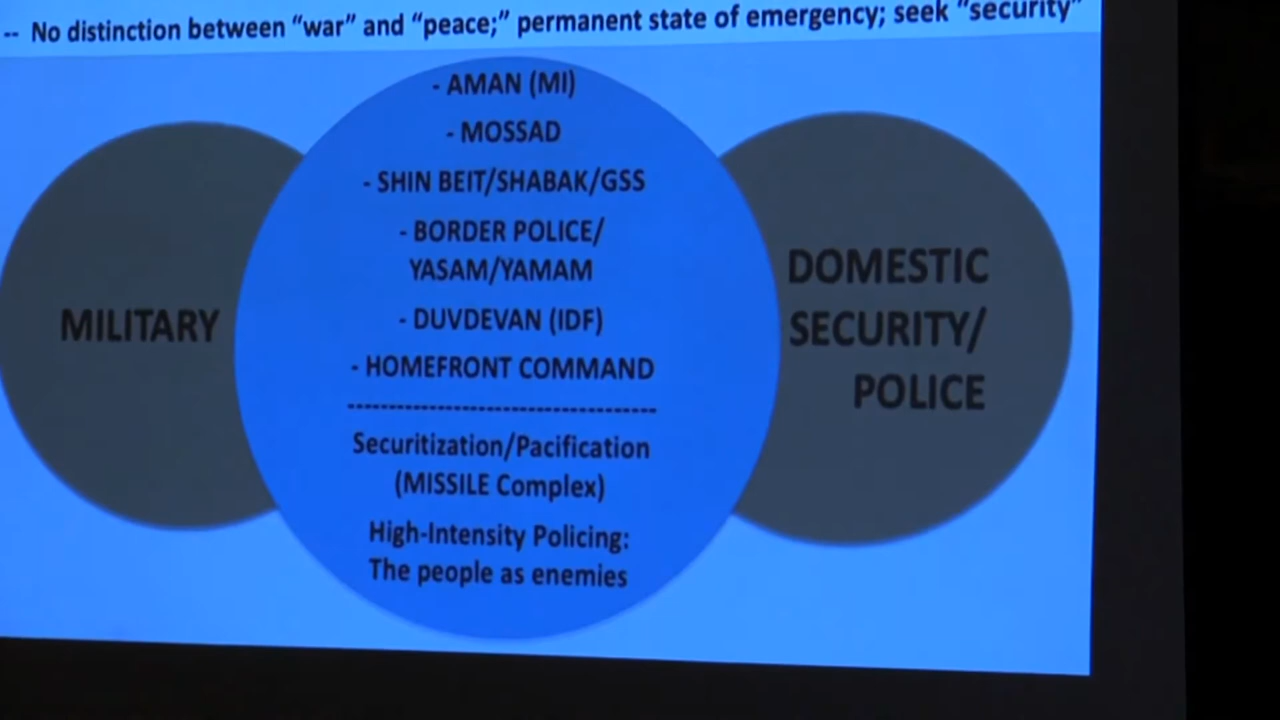 -- No distinction between “war” and “peace;” permanent state of emergency; seek “security”
- AMAN (MI)
- MOSSAD
- SHIN BEIT/SHABAK/GSS
- BORDER POLICE/
YASAM/YAMAM
- DUVDEVAN (IDF)
- HOMEFRONT COMMAND
------------------------------------
Securitization/Pacification
(MISSILE Complex)
High-Intensity Policing:
The people as enemies
MILITARY
DOMESTIC
SECURITY/
POLICE